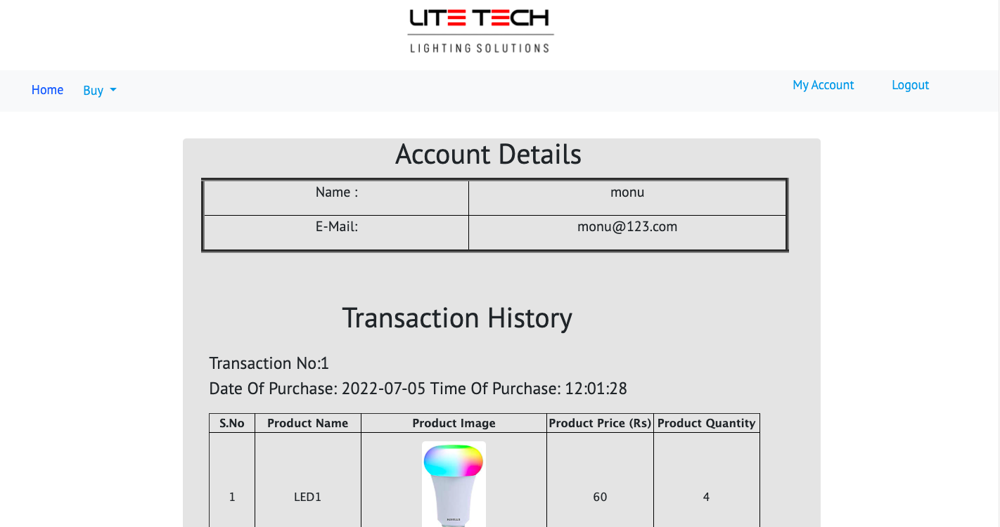 LITE TECH
LIGHTING SOLUTIONS
Home Buy My Account Logout
Account Details
Name : monu
E-Mail: monu@123.com
Transaction History
Transaction No:1
Date Of Purchase: 2022-07-05 Time Of Purchase: 12:01:28
S.No Product Name Product Image Product Price (Rs) Product Quantity
1 LED1 60 4
HAVELLS